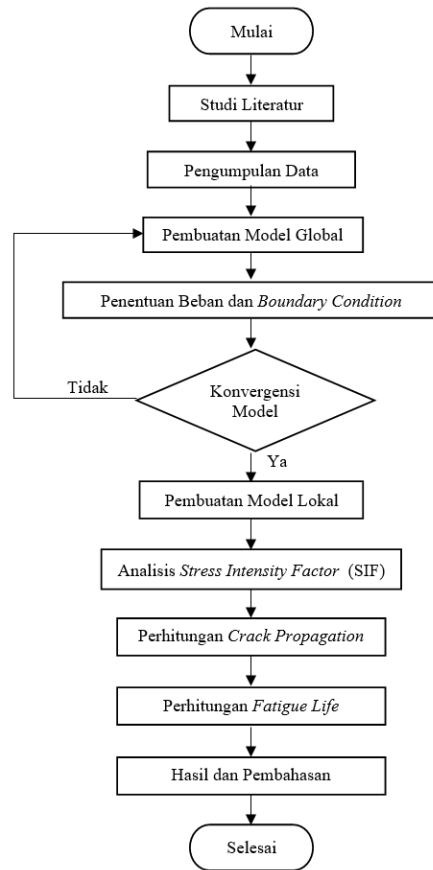 Mulai
Studi Literatur
Pengumpulan Data
Pembuatan Model Global
Penentuan Beban dan Boundary Condition
Tidak
Konvergensi
Model
Ya
Pembuatan Model Lokal
Analisis Stress Intensity Factor (SIF)
Perhitungan Crack Propagation
Perhitungan Fatigue Life
Hasil dan Pembahasan
Selesai